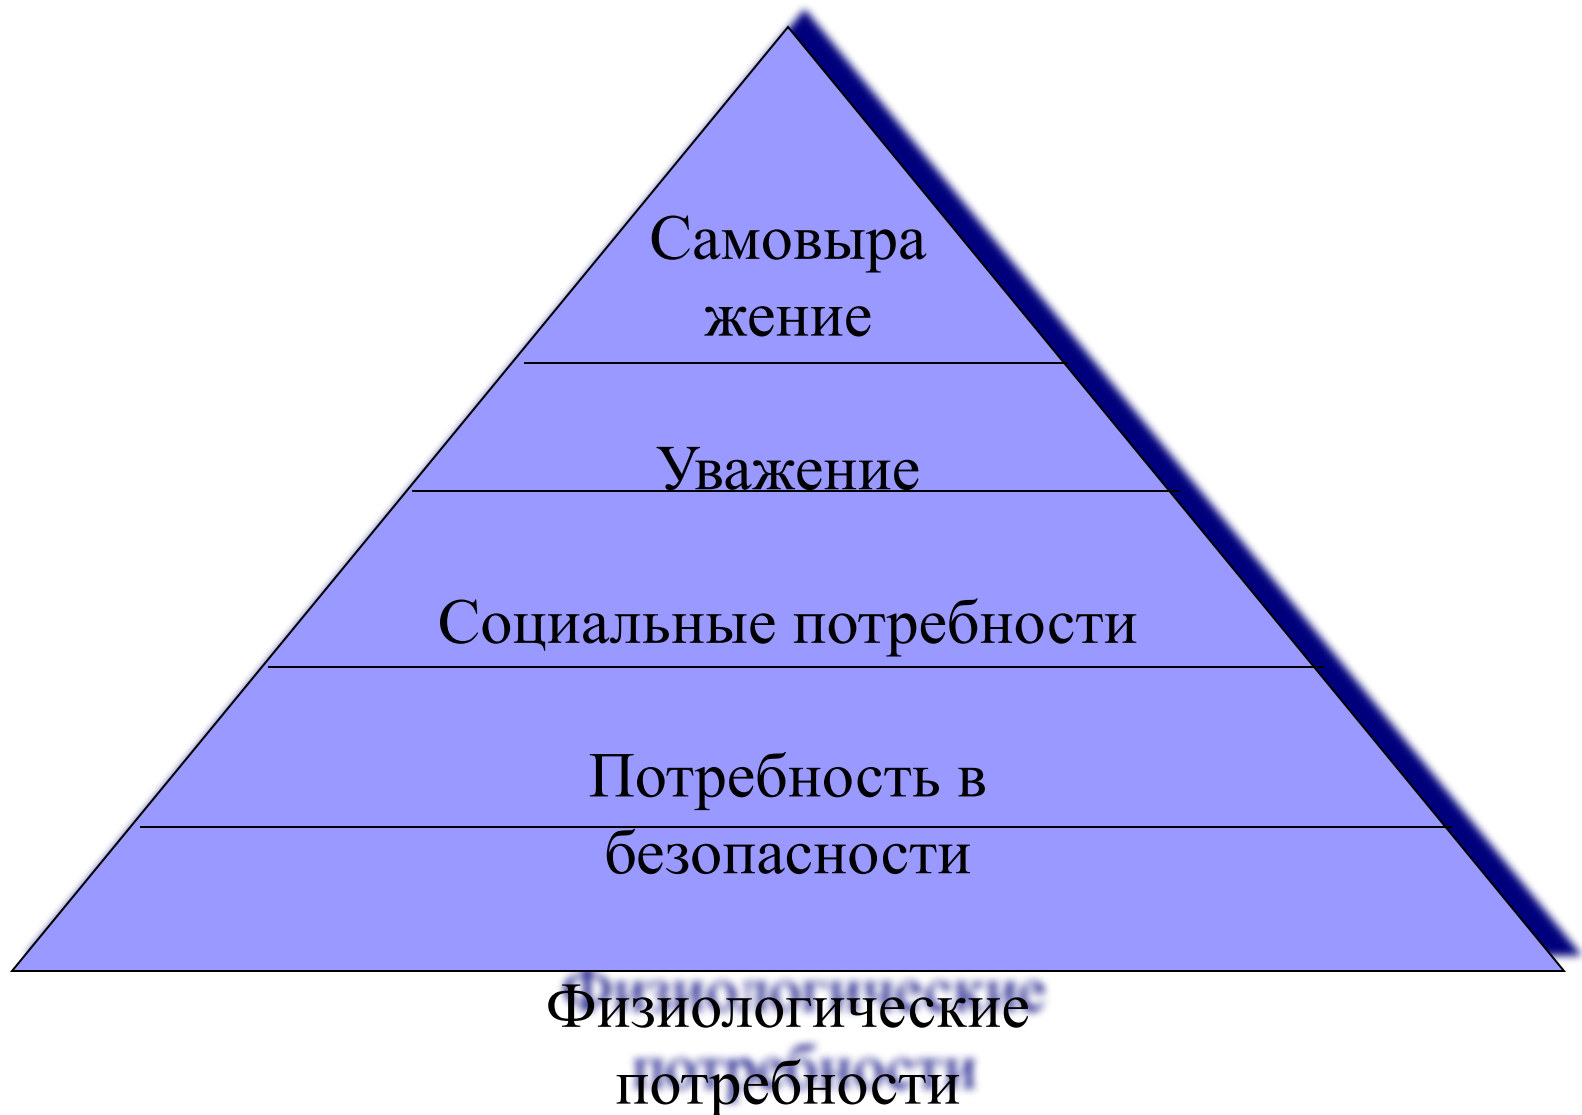 Самовыра
жение
Уважение
Социальные потребности
Потребность в
безопасности
Физиологические
потребности